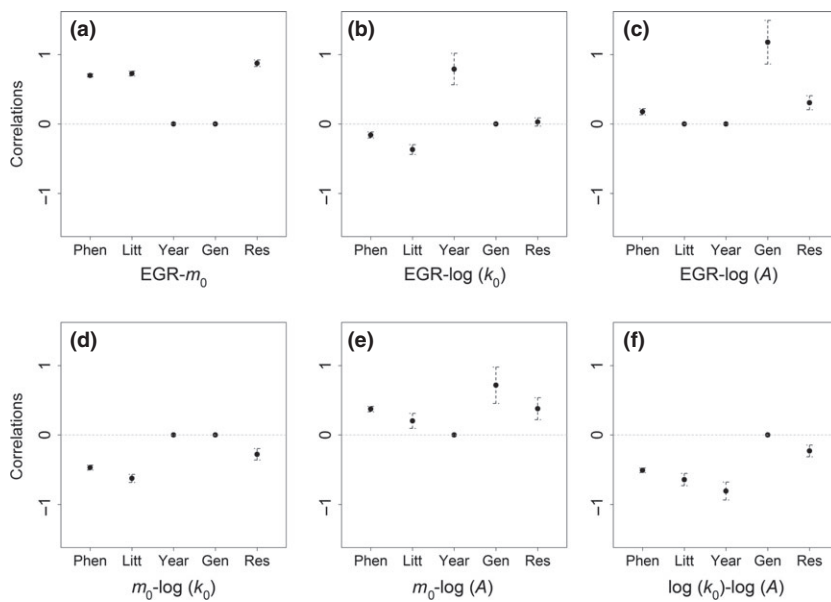 (a)
(b)
(c)
Correlations
1
0
−1
Phen Litt Year Gen Res
EGR-m0
1
0
−1
Phen Litt Year Gen Res
EGR-log (k0)
1
0
−1
Phen Litt Year Gen Res
EGR-log (A)
(d)
(e)
(f)
Correlations
1
0
−1
Phen Litt Year Gen Res
m0-log (k0)
1
0
−1
Phen Litt Year Gen Res
m0-log (A)
1
0
−1
Phen Litt Year Gen Res
log (k0)-log (A)